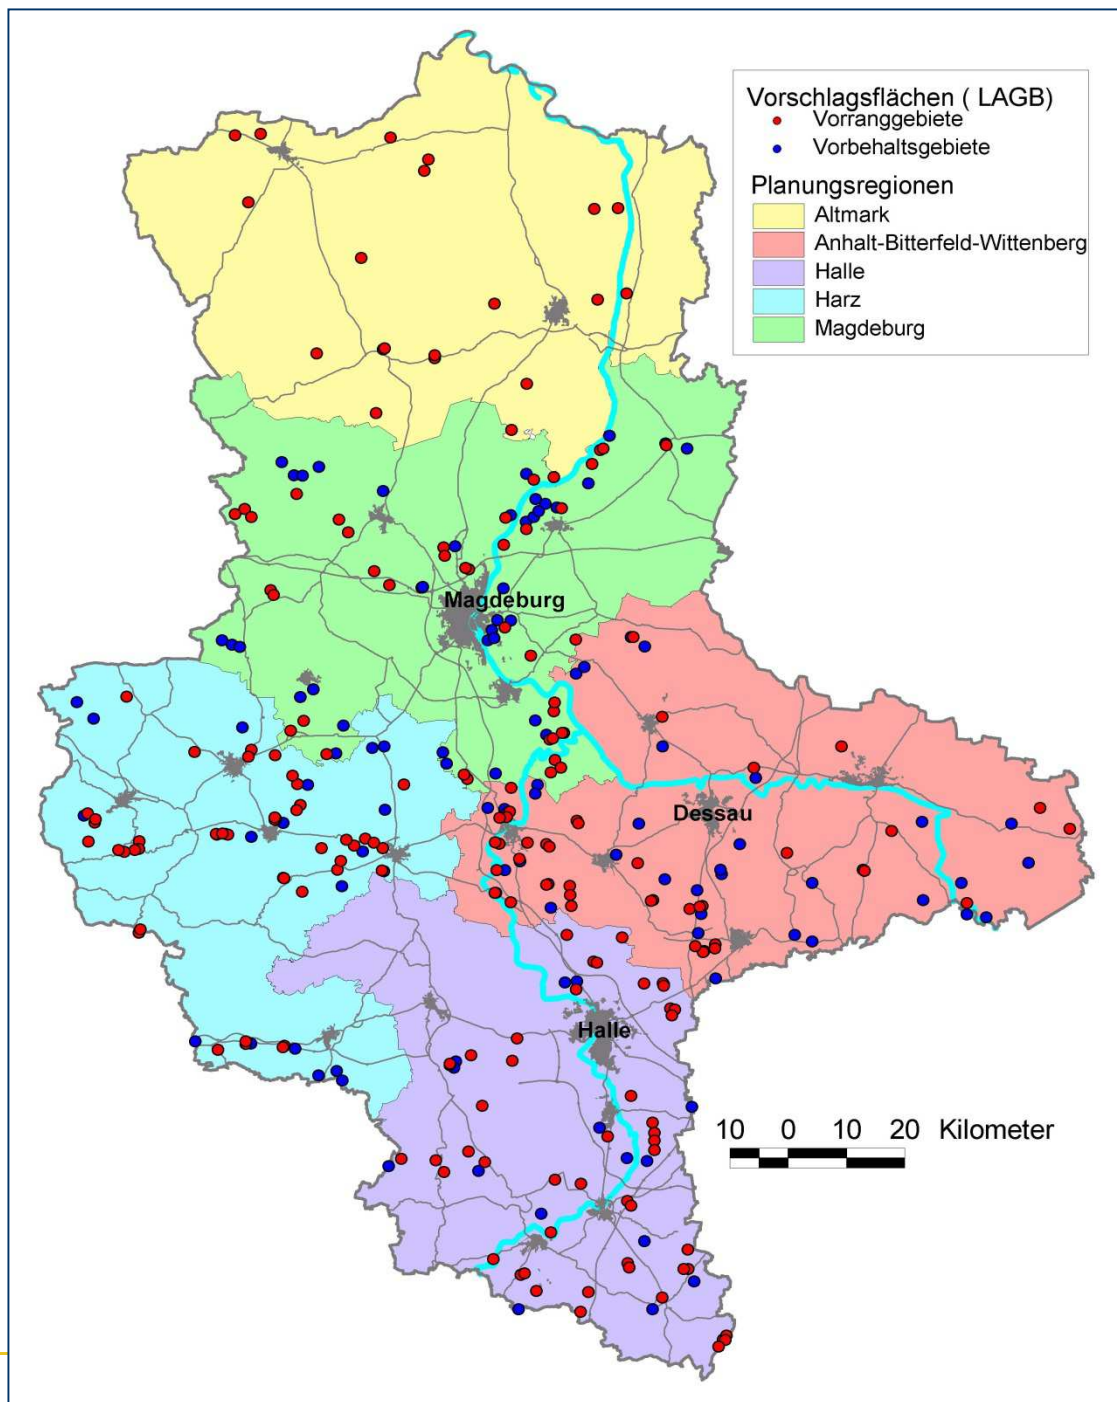 Vorschlagsflächen ( LAGB)
Vorranggebiete
Vorbehaltsgebiete
Planungsregionen
Altmark
Anhalt-Bitterfeld-Wittenberg
Halle
Harz
Magdeburg
Magdeburg
Dessau
Halle
10 0 10 20 Kilometer